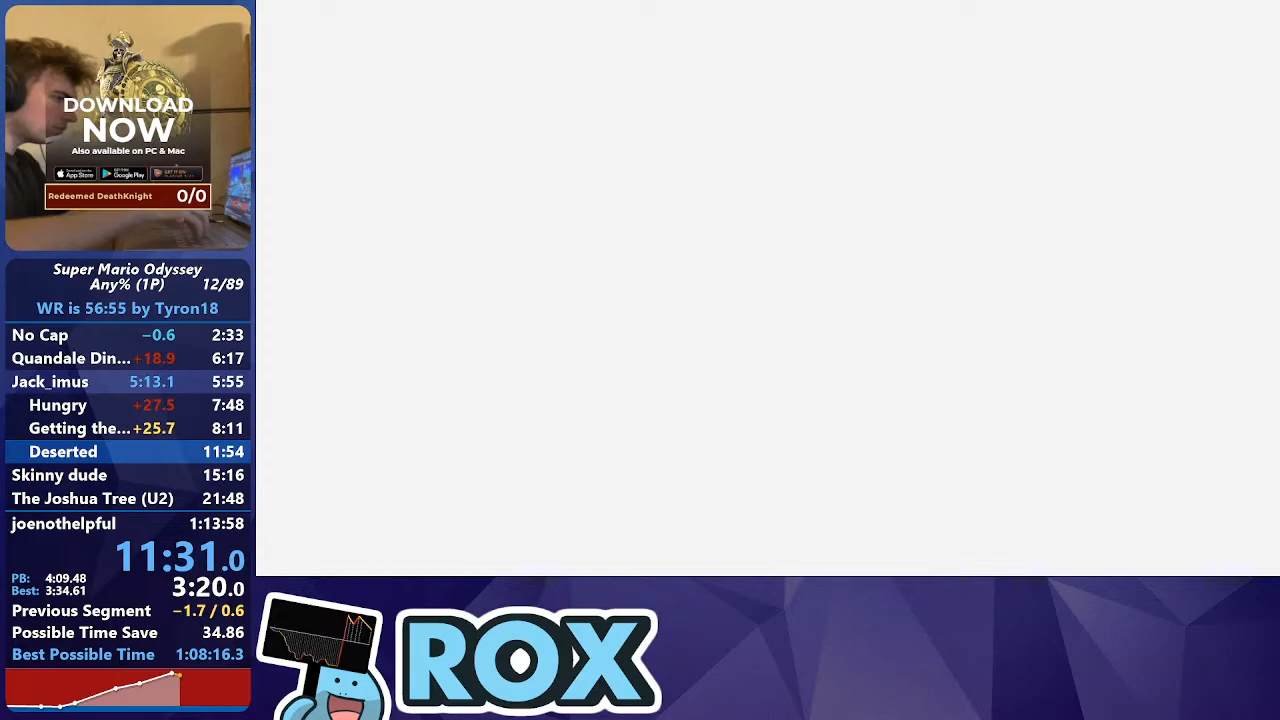 DOWNLOAD
NOW
Also available on PC & Mac
App Store
Google Play
Redeemed DeathKnight 0/0
Super Mario Odyssey
Any% (1P) 12/89
WR is 56:55 by Tyron18
No Cap −0.6 2:33
Quandale Din... +18.9 6:17
Jack_imus 5:13.1 5:55
Hungry +27.5 7:48
Getting the... +25.7 8:11
Deserted 11:54
Skinny dude 15:16
The Joshua Tree (U2) 21:48
joenothelpful 1:13:58
11:31.0
PB: 4:09.48
Best: 3:34.61
3:20.0
Previous Segment −1.7 / 0.6
Possible Time Save 34.86
Best Possible Time 1:08:16.3
ROX